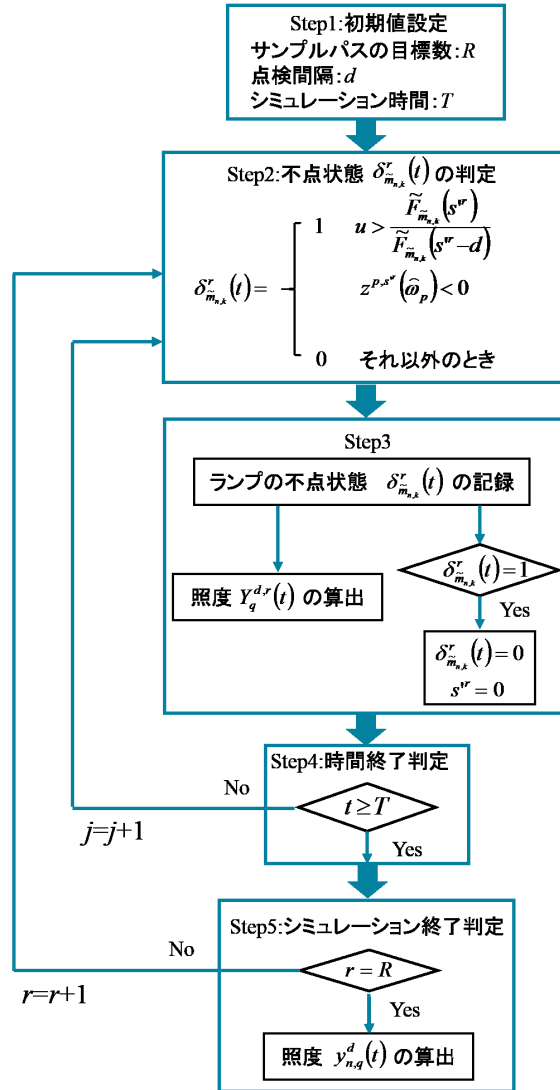 Step1:初期値設定
サンプルパスの目標数:R
点検間隔:d
シミュレーション時間:T
Step2:不点状態 δ^r_{m̃_{n,k}}(t) の判定
δ^r_{m̃_{n,k}}(t)=
1 u > F̃_{m̃_{n,k}}(s'^r) / F̃_{m̃_{n,k}}(s'^r−d)
z^{p,s'^r}(ω̂_p)<0
0 それ以外のとき
Step3
ランプの不点状態 δ^r_{m̃_{n,k}}(t) の記録
照度 Y_q^{d,r}(t) の算出
δ^r_{m̃_{n,k}}(t)=1
Yes
δ^r_{m̃_{n,k}}(t)=0
s'^r=0
Step4:時間終了判定
No
t≥T
j=j+1
Yes
Step5:シミュレーション終了判定
No
r=R
r=r+1
Yes
照度 y^d_{n,q}(t) の算出